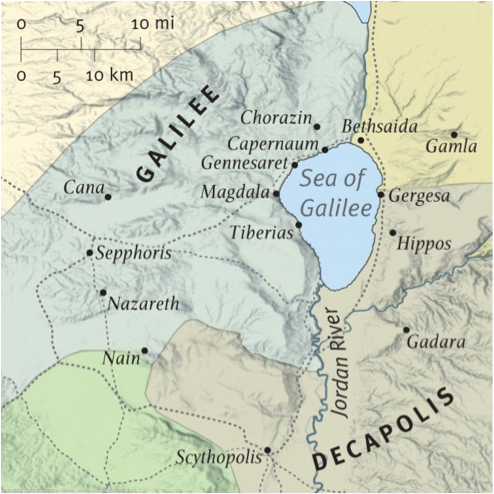 0 5 10 mi
0 5 10 km
GALILEE
Chorazin
Bethsaida
Capernaum
Gamla
Gennesaret
Sea of
Galilee
Cana
Magdala
Gergesa
Tiberias
Hippos
Sepphoris
Nazareth
Jordan River
Gadara
Nain
DECAPOLIS
Scythopolis